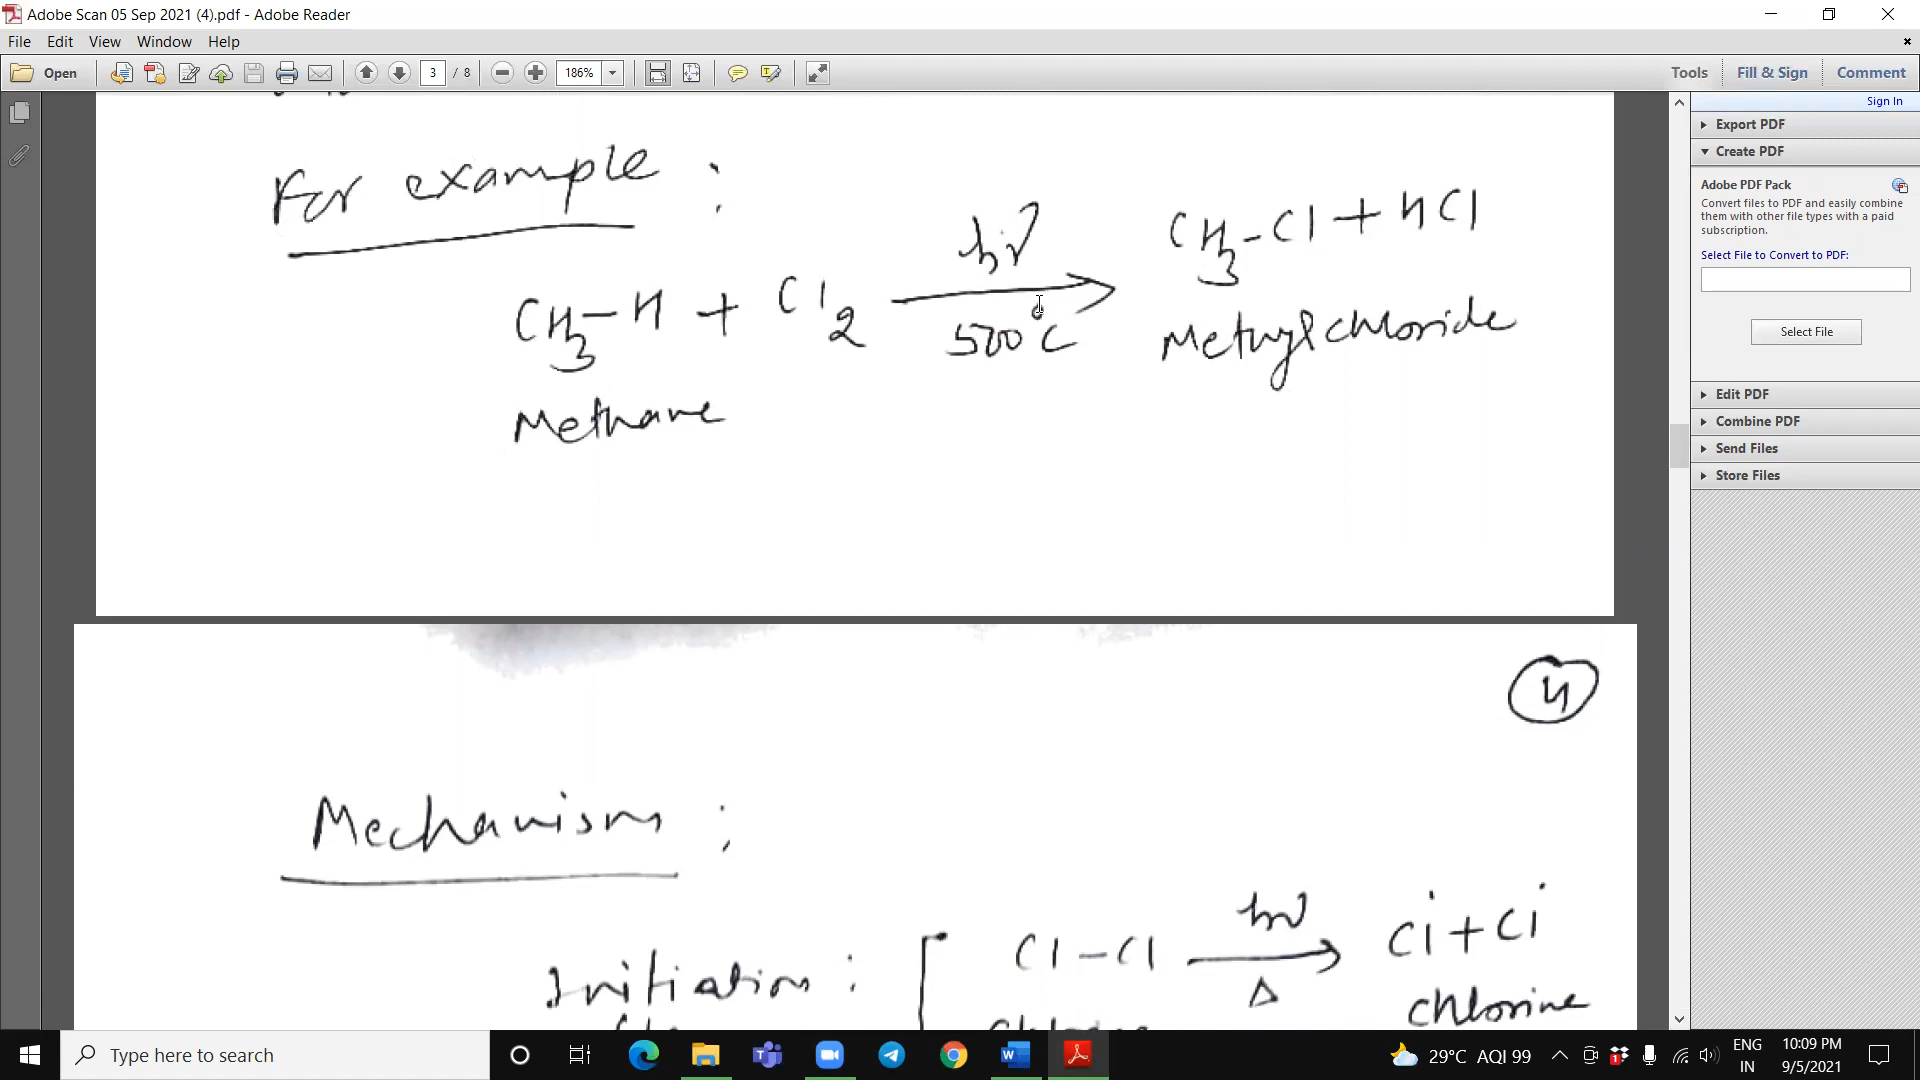 Adobe Scan 05 Sep 2021 (4).pdf - Adobe Reader
File Edit View Window Help
Open 3 / 8 186% Tools Fill & Sign Comment
Sign In
Export PDF
Create PDF
Adobe PDF Pack
Convert files to PDF and easily combine them with other file types with a paid subscription.
Select File to Convert to PDF:
Select File
Edit PDF
Combine PDF
Send Files
Store Files
For example :
CH3-H + Cl2 hν 500°C CH3-Cl + HCl
Methane Methylchloride
4
Mechanism :
Initiation : [ Cl-Cl hν Δ Cl• + Cl•
chlorine
Type here to search
29°C AQI 99
ENG
IN
10:09 PM
9/5/2021